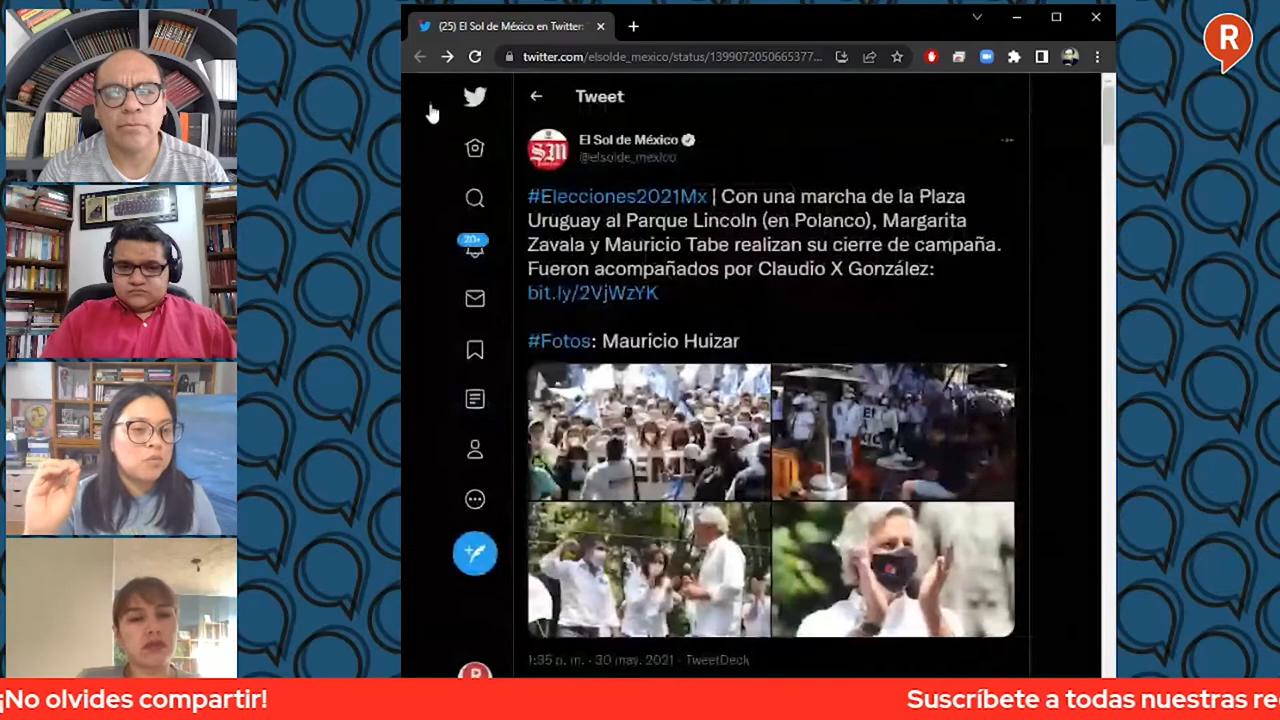 (25) El Sol de México en Twitter:
twitter.com/elsolde_mexico/status/1399072050665377...
R
Tweet
El Sol de México
@elsolde_mexico
#Elecciones2021Mx | Con una marcha de la Plaza
Uruguay al Parque Lincoln (en Polanco), Margarita
Zavala y Mauricio Tabe realizan su cierre de campaña.
Fueron acompañados por Claudio X González:
bit.ly/2VjWzYK
20+
#Fotos: Mauricio Huizar
1:35 p. m. · 30 may. 2021 · TweetDeck
R
¡No olvides compartir!
Suscríbete a todas nuestras re